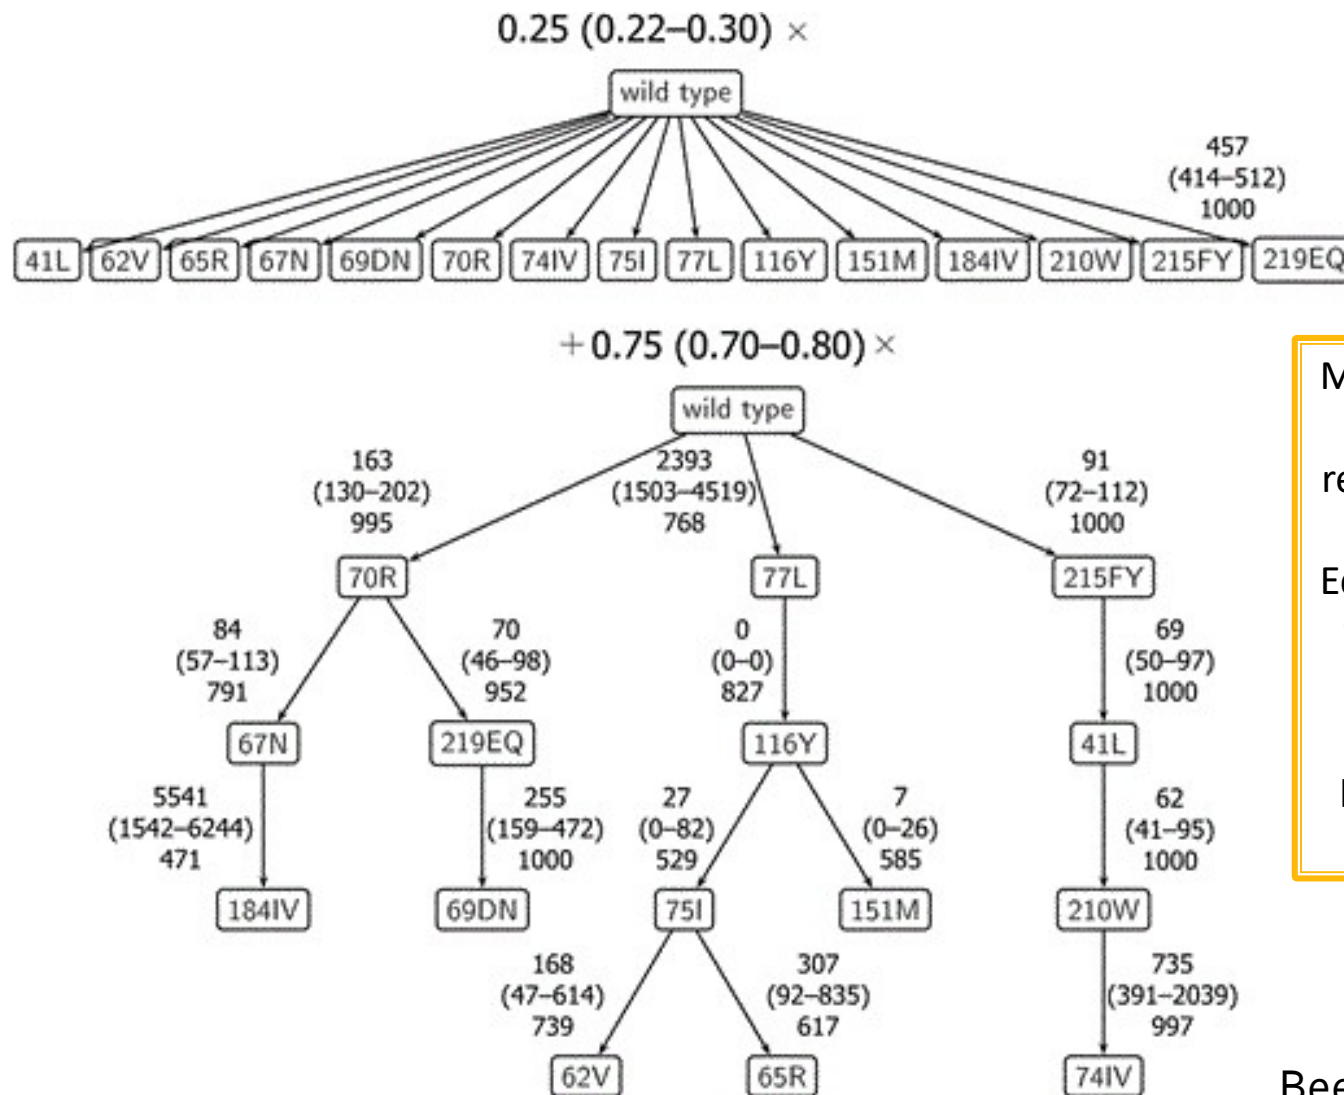 0.25 (0.22–0.30) ×
wild type
457
(414–512)
1000
41L 62V 65R 67N 69DN 70R 74IV 75I 77L 116Y 151M 184IV 210W 215FY 219EQ
+ 0.75 (0.70–0.80) ×
wild type
163 2393 91
(130–202) (1503–4519) (72–112)
995 768 1000
70R 77L 215FY
84 70 0 69
(57–113) (46–98) (0–0) (50–97)
791 952 827 1000
67N 219EQ 116Y 41L
5541 255 27 7 62
(1542–6244) (159–472) (0–82) (0–26) (41–95)
471 1000 529 585 1000
184IV 69DN 75I 151M 210W
168 307 735
(47–614) (92–835) (391–2039)
739 617 997
62V 65R 74IV
M
re
Bee